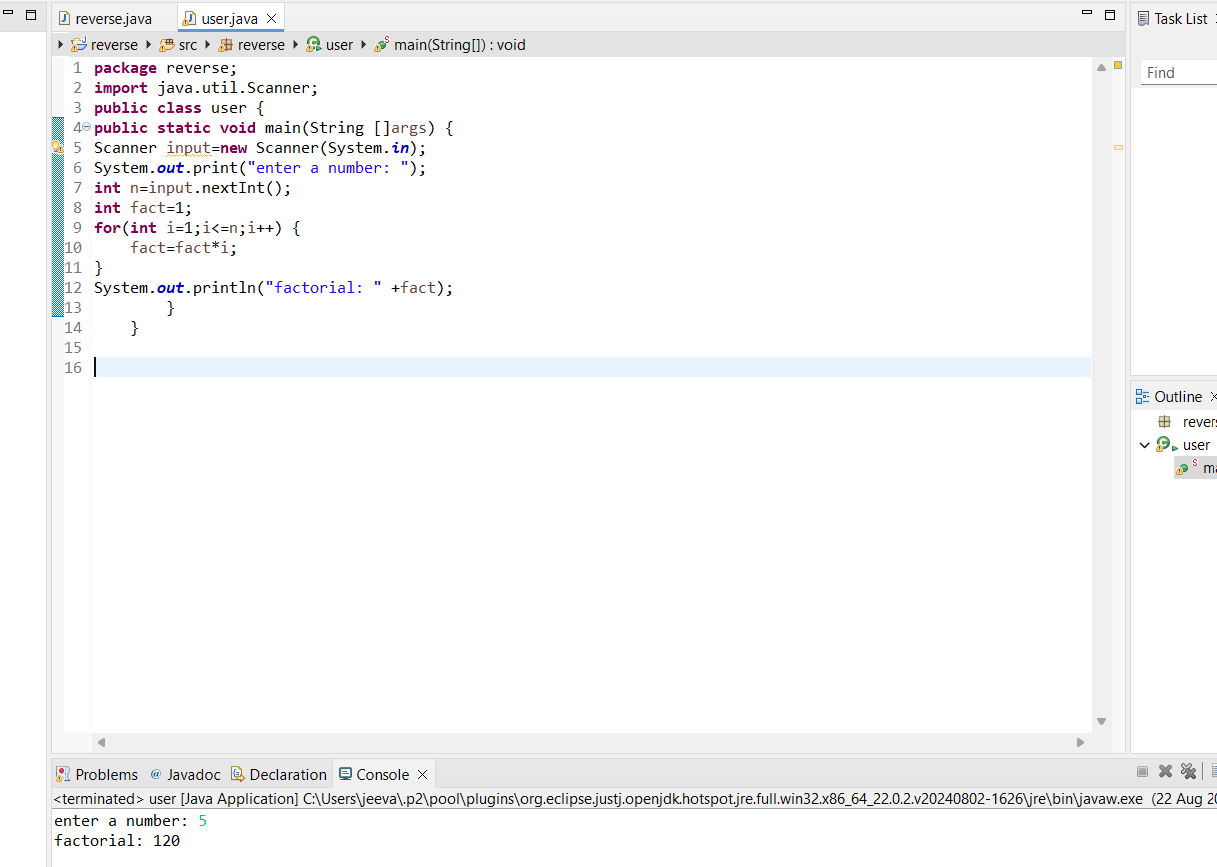 reverse.java user.java
Task List
reverse src reverse user main(String[]) : void
Find
1 package reverse;
2 import java.util.Scanner;
3 public class user {
4 public static void main(String []args) {
5 Scanner input=new Scanner(System.in);
6 System.out.print("enter a number: ");
7 int n=input.nextInt();
8 int fact=1;
9 for(int i=1;i<=n;i++) {
10     fact=fact*i;
11 }
12 System.out.println("factorial: " +fact);
13         }
14     }
15
16
Outline
revers
user
ma
Problems @ Javadoc Declaration Console
<terminated> user [Java Application] C:\Users\jeeva\.p2\pool\plugins\org.eclipse.justj.openjdk.hotspot.jre.full.win32.x86_64_22.0.2.v20240802-1626\jre\bin\javaw.exe (22 Aug 20
enter a number: 5
factorial: 120